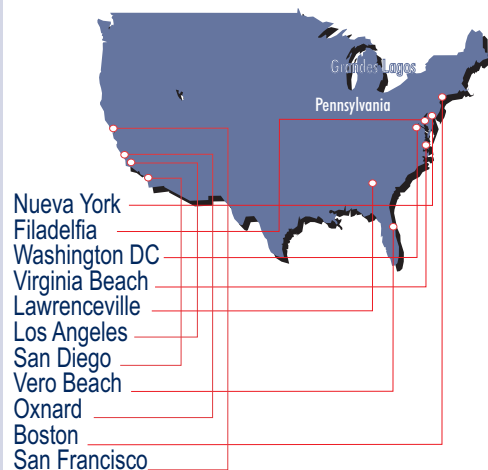 Grandes Lagos
Pennsylvania
Nueva York
Filadelfia
Washington DC
Virginia Beach
Lawrenceville
Los Angeles
San Diego
Vero Beach
Oxnard
Boston
San Francisco